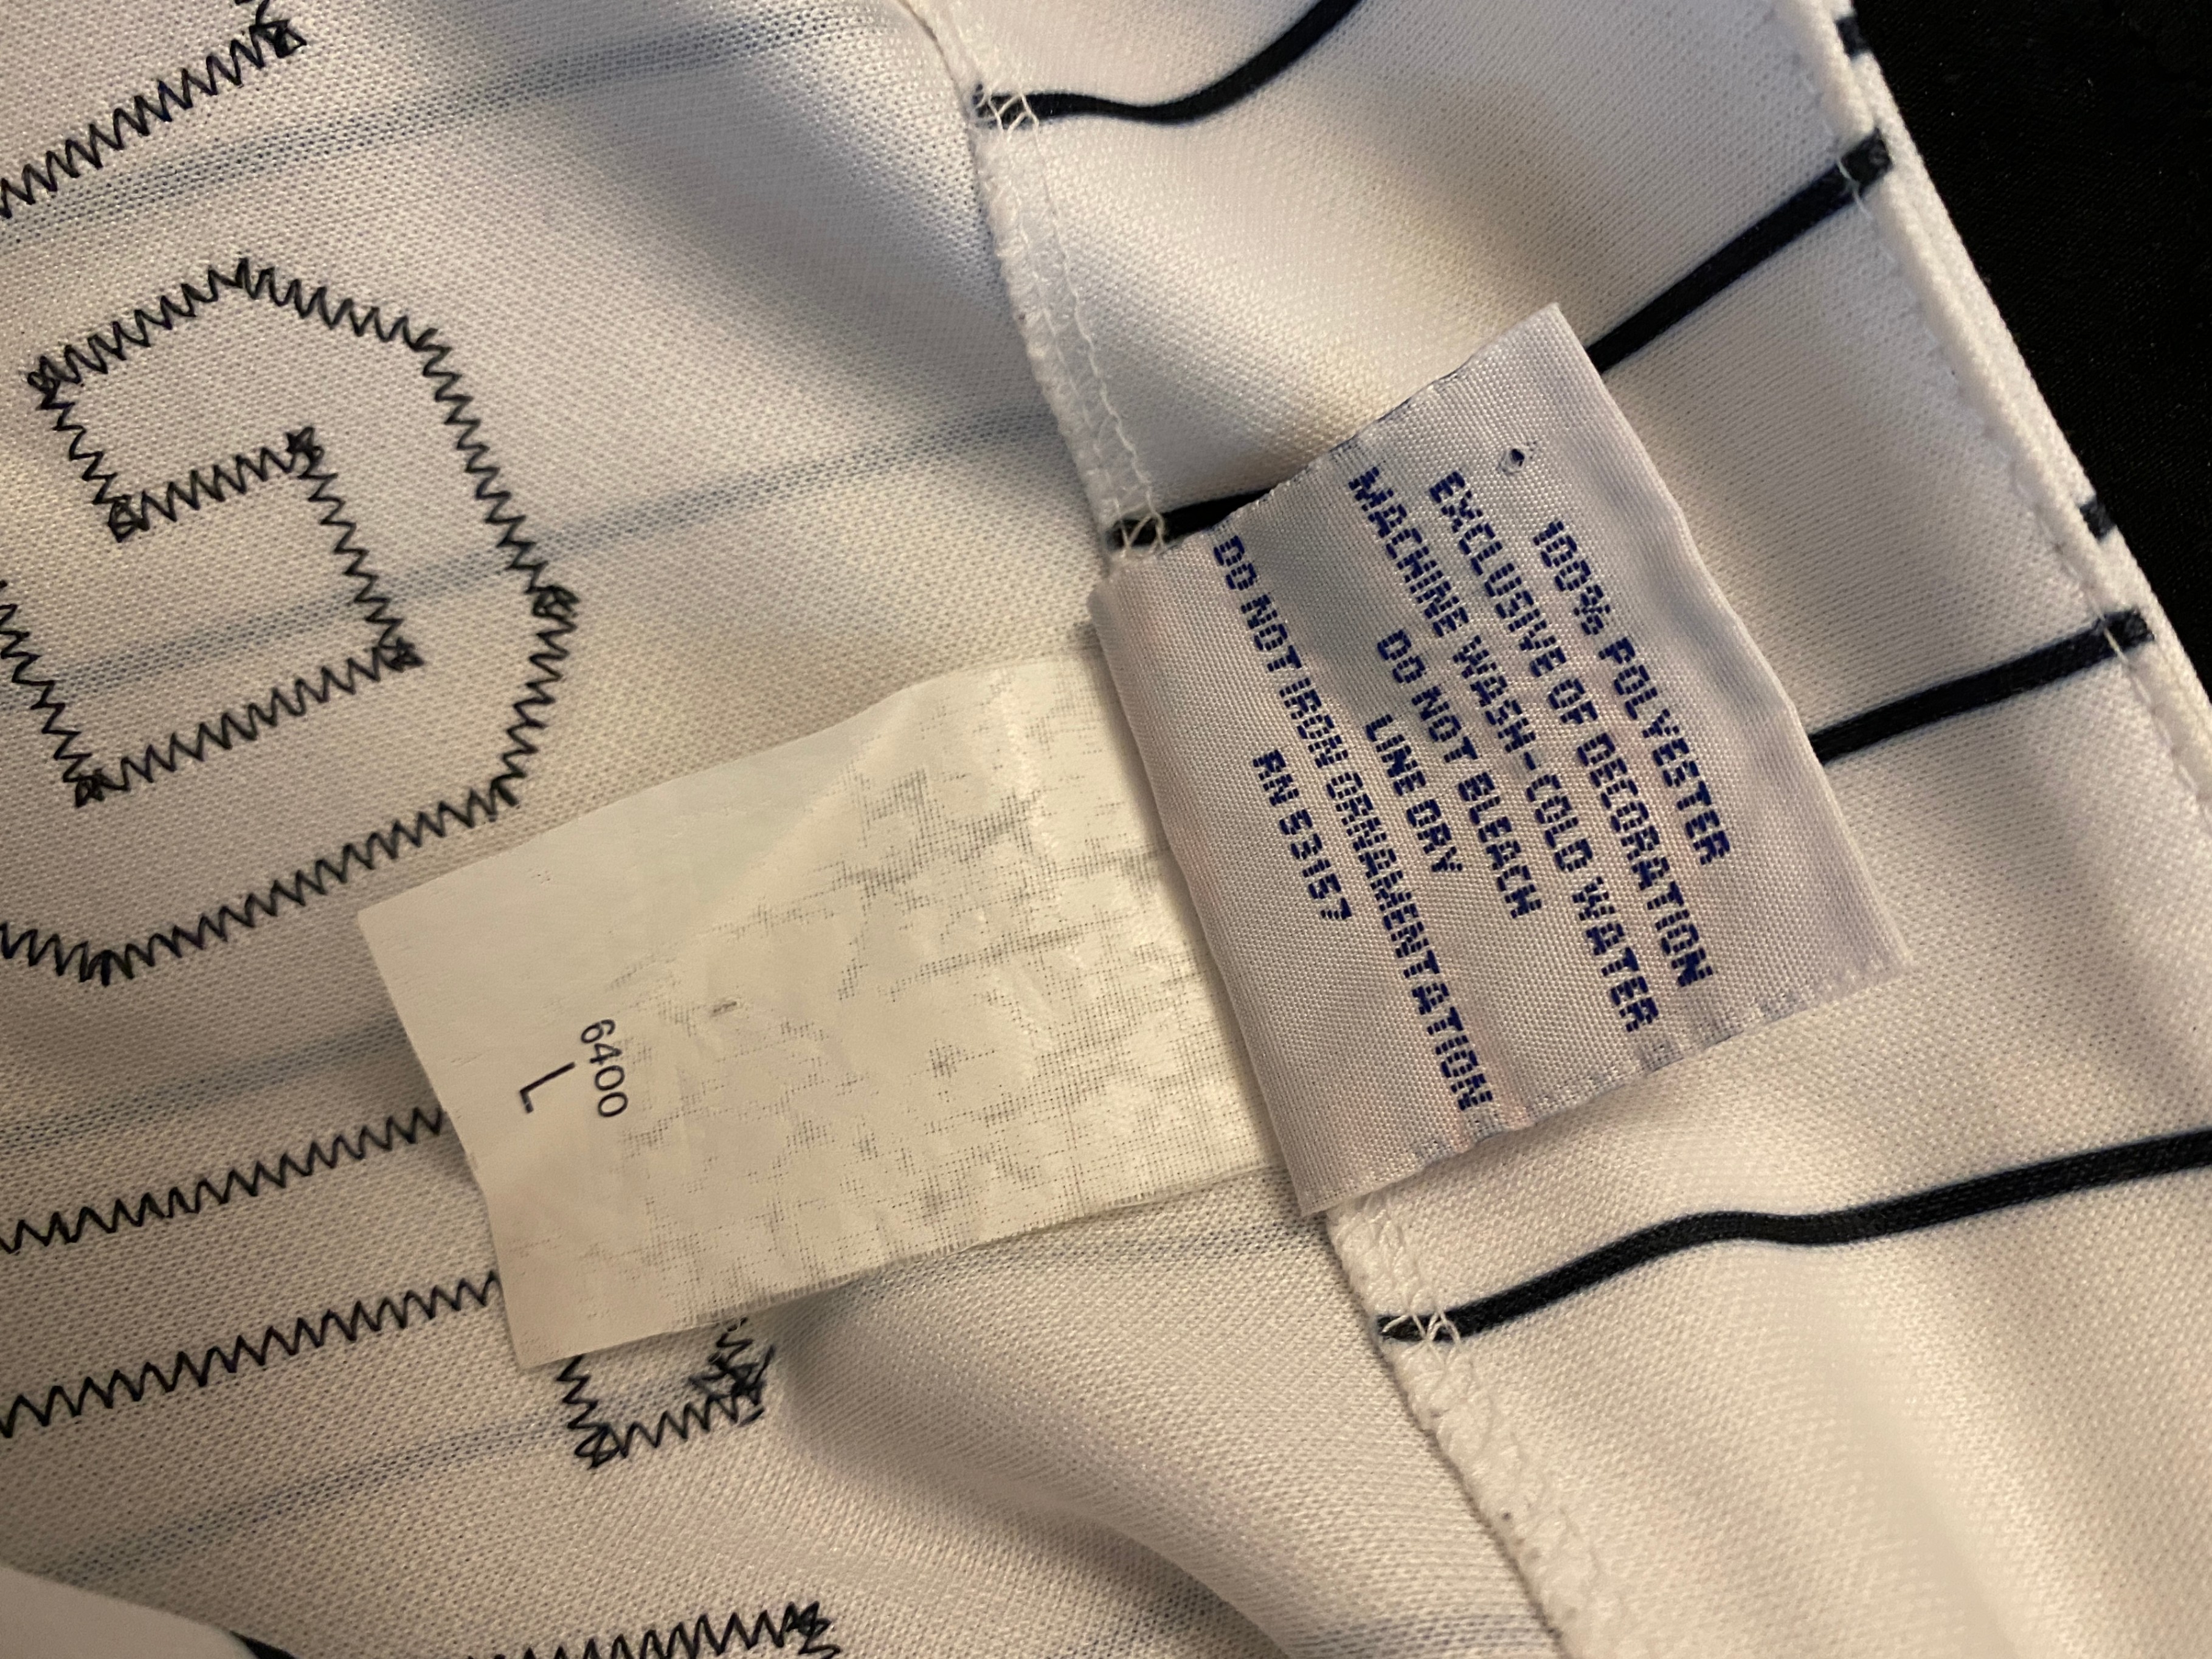 100% POLYESTER
EXCLUSIVE OF DECORATION
MACHINE WASH-COLD WATER
DO NOT BLEACH
LINE DRY
DO NOT IRON ORNAMENTATION
RN 53157
6400
L